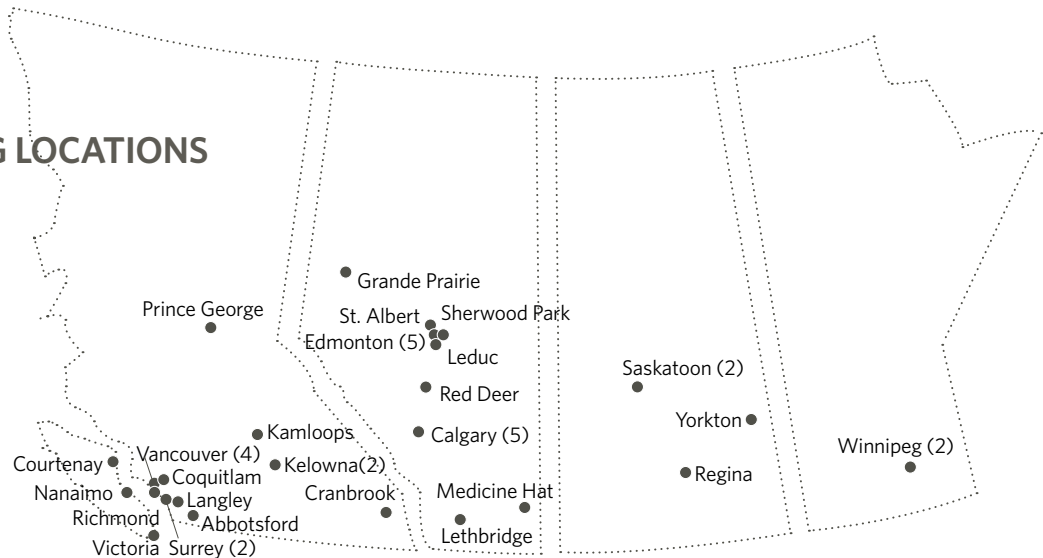 G LOCATIONS
Grande Prairie
Prince George
St. Albert
Sherwood Park
Edmonton (5)
Leduc
Saskatoon (2)
Red Deer
Yorkton
Kamloops
Calgary (5)
Winnipeg (2)
Vancouver (4)
Courtenay
Coquitlam
Kelowna(2)
Regina
Nanaimo
Langley
Cranbrook
Medicine Hat
Richmond
Abbotsford
Lethbridge
Victoria
Surrey (2)